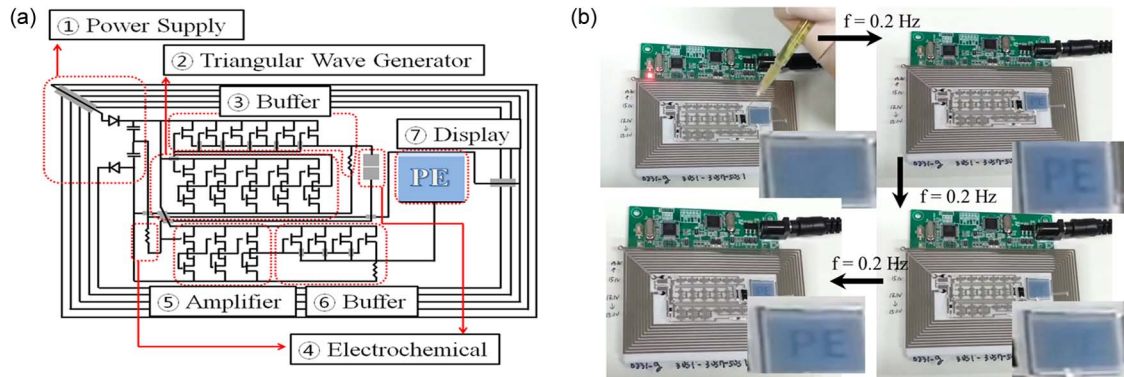 (a)
① Power Supply
② Triangular Wave Generator
③ Buffer
⑦ Display
PE
⑤ Amplifier
⑥ Buffer
④ Electrochemical
(b)
f = 0.2 Hz
PE
PE
f = 0.2 Hz
f = 0.2 Hz
PE